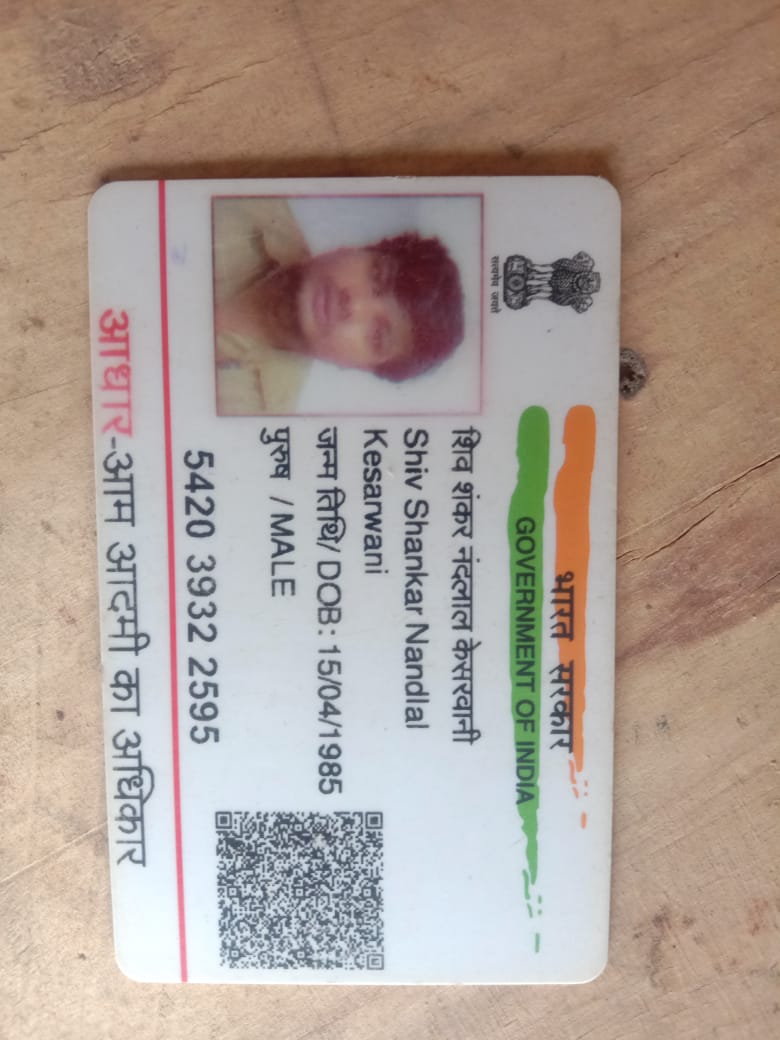 भारत सरकार
GOVERNMENT OF INDIA
सत्यमेव जयते
शिव शंकर नंदलाल केसरवानी
Shiv Shankar Nandlal
Kesarwani
जन्म तिथि/ DOB: 15/04/1985
पुरुष / MALE
5420 3932 2595
आधार-आम आदमी का अधिकार